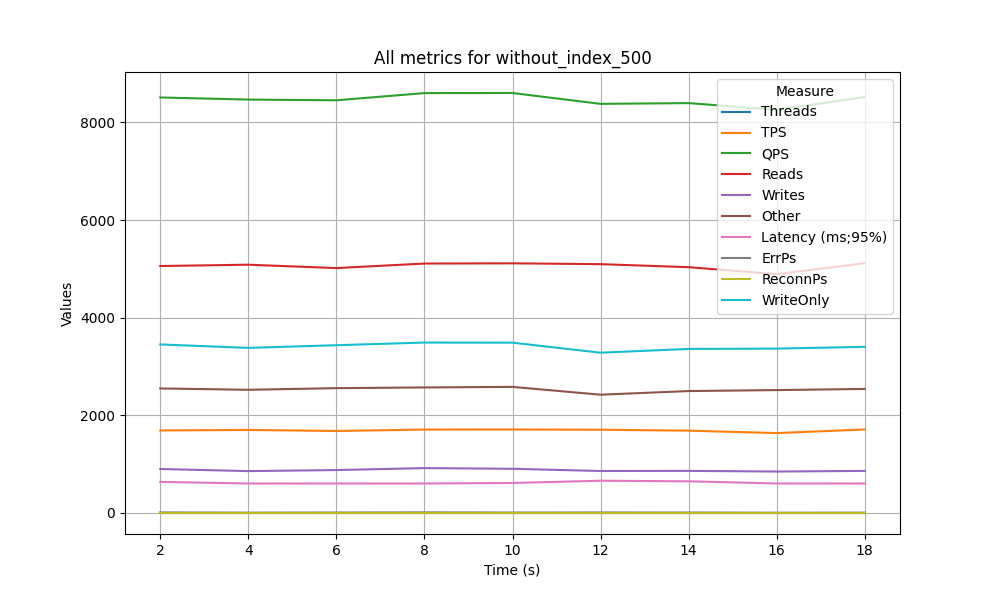 All metrics for without_index_500
Measure
Threads
TPS
QPS
Reads
Writes
Other
Latency (ms;95%)
ErrPs
ReconnPs
WriteOnly
Values
8000
6000
4000
2000
0
2 4 6 8 10 12 14 16 18
Time (s)